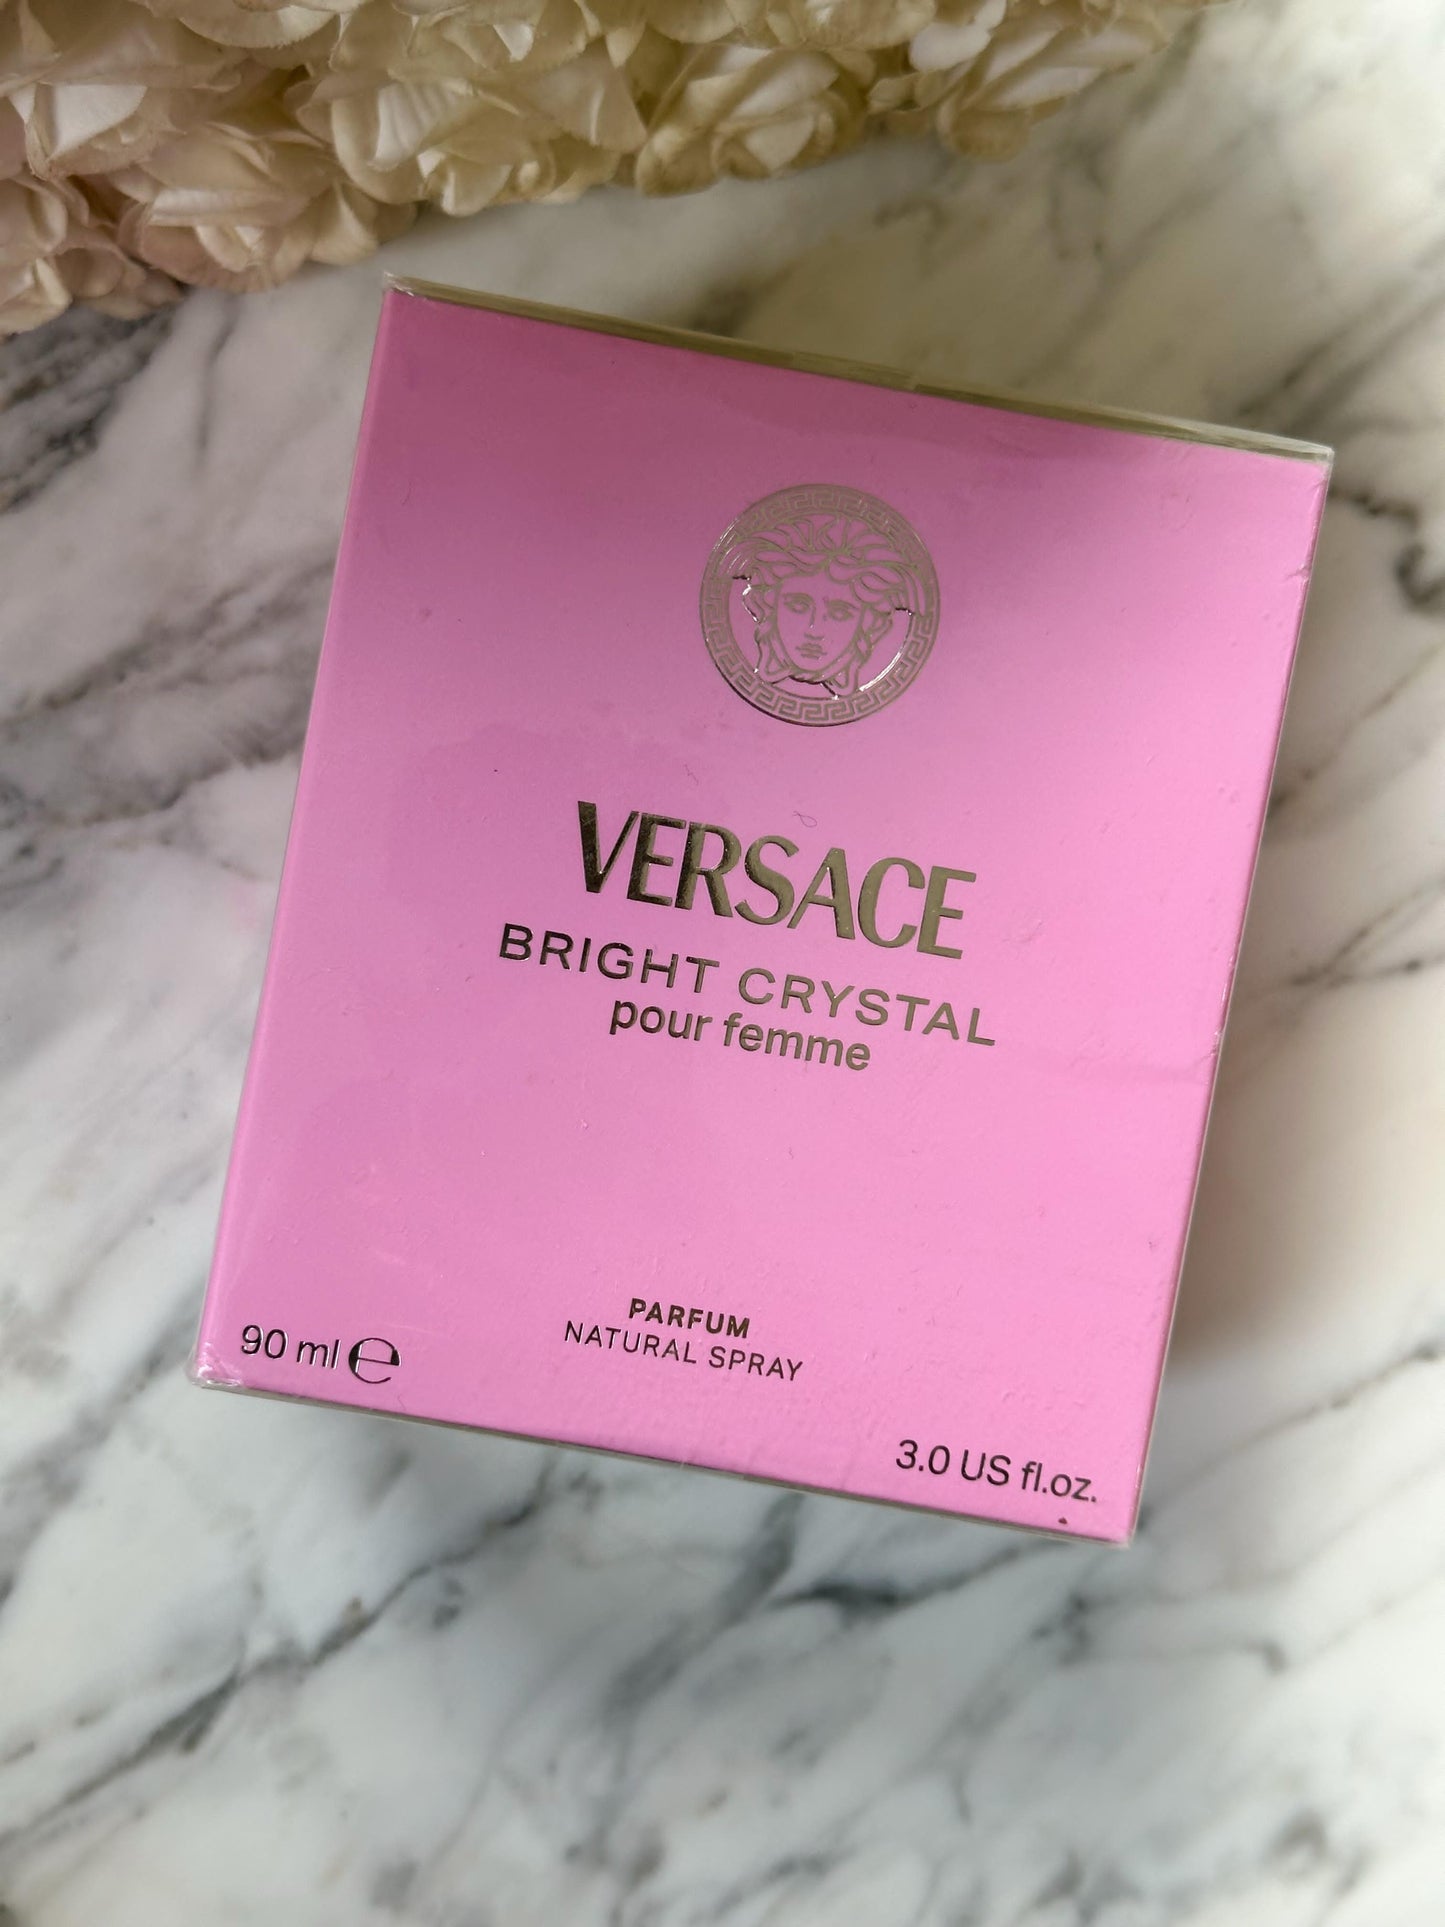 VERSACE
BRIGHT CRYSTAL
pour femme
PARFUM
NATURAL SPRAY
90 ml ℮
3.0 US fl.oz.